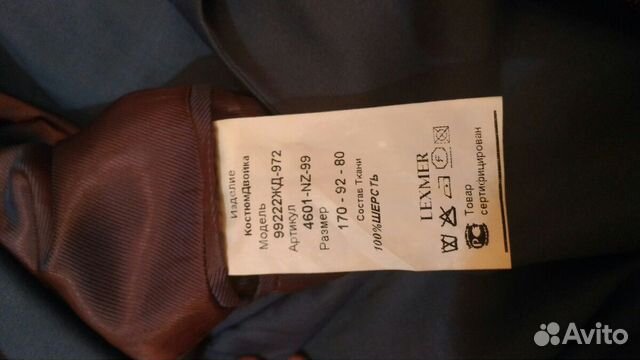 Изделие
КостюмДвойка
Модель
99222ЖД-972
Артикул
4601-NZ-99
Размер
170 - 92 - 80
Состав Ткани
100%ШЕРСТЬ
LEXMER
Товар
сертифицирован
Avito